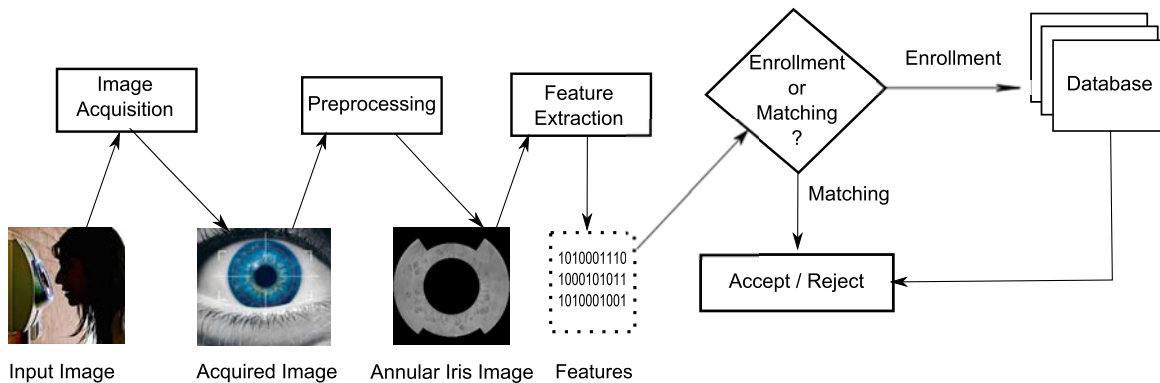 Image
Acquisition
Preprocessing
Feature
Extraction
Enrollment
or
Matching
?
Enrollment
Database
Matching
Accept / Reject
1010001110
1000101011
1010001001
Input Image
Acquired Image
Annular Iris Image
Features